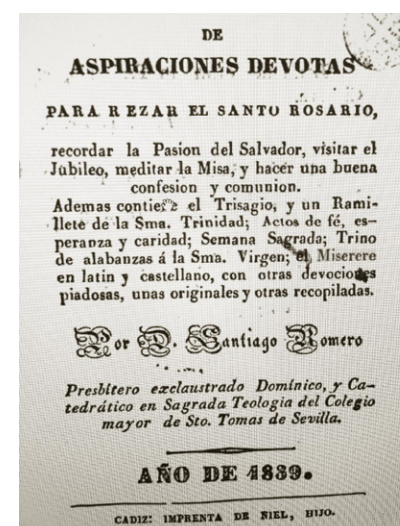 DE
ASPIRACIONES DEVOTAS
PARA REZAR EL SANTO ROSARIO,
recordar la Pasion del Salvador, visitar el
Jubileo, meditar la Misa, y hacer una buena
confesion y comunion.
Ademas contiene el Trisagio, y un Rami-
llete de la Sma. Trinidad; Actos de fé, es-
peranza y caridad; Semana Sagrada; Trino
de alabanzas á la Sma. Virgen; el Miserere
en latin y castellano, con otras devociones
piadosas, unas originales y otras recopiladas.
Por D. Santiago Romero
Presbítero exclaustrado Domínico, y Ca-
tedrático en Sagrada Teología del Colegio
mayor de Sto. Tomas de Sevilla.
AÑO DE 1839.
CADIZ: IMPRENTA DE NIEL, HIJO.